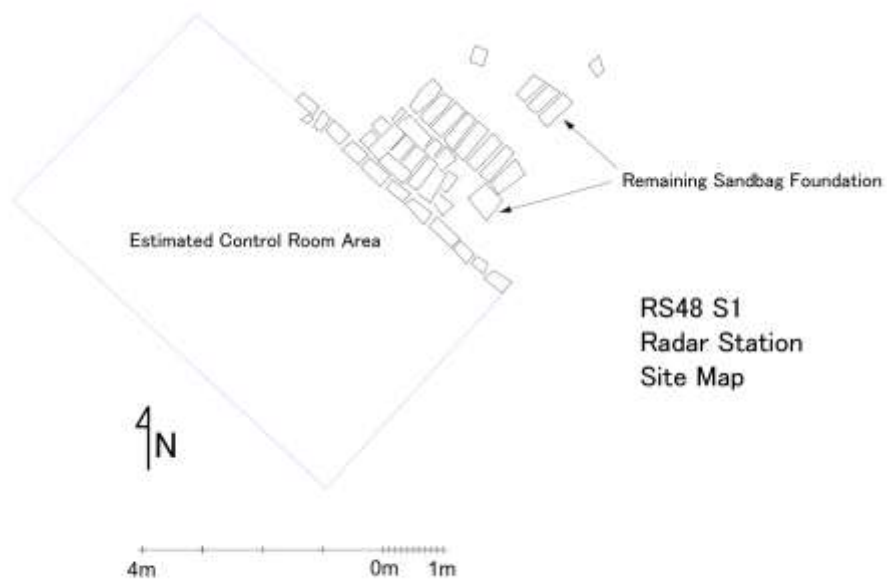 Remaining Sandbag Foundation
Estimated Control Room Area
RS48 S1
Radar Station
Site Map
N
4m 0m 1m